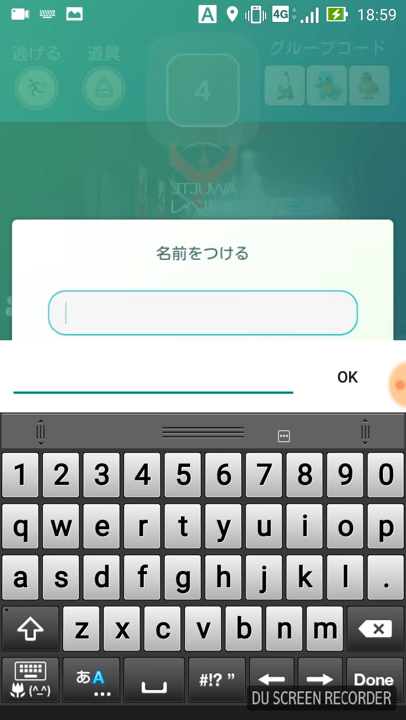 A 4G 18:59
逃げる 道具 グループコード
4
名前をつける
OK
1 2 3 4 5 6 7 8 9 0
q w e r t y u i o p
a s d f g h j k l .
z x c v b n m
(^_^) あA ... #!? ” ← → Done
DU SCREEN RECORDER